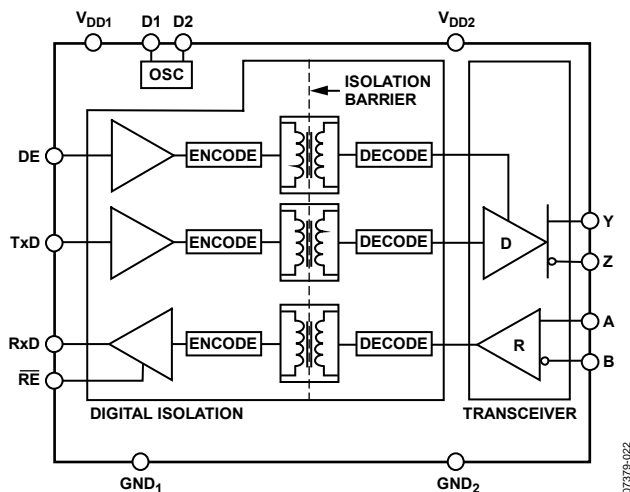 VDD1 D1 D2 VDD2
OSC
ISOLATION
BARRIER
DE ENCODE DECODE
TxD ENCODE DECODE D Y
Z
RxD ENCODE DECODE R A
B
RE
DIGITAL ISOLATION TRANSCEIVER
GND1 GND2
07379-022